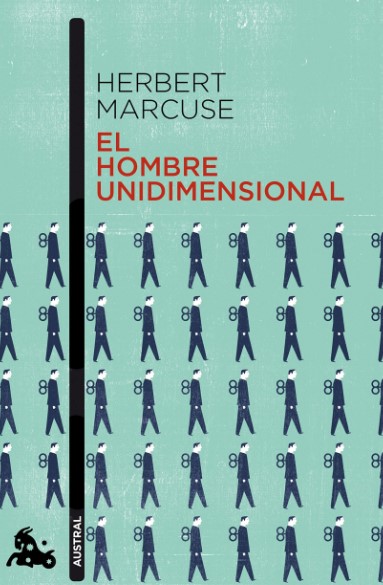 HERBERT
MARCUSE
EL
HOMBRE
UNIDIMENSIONAL
AUSTRAL